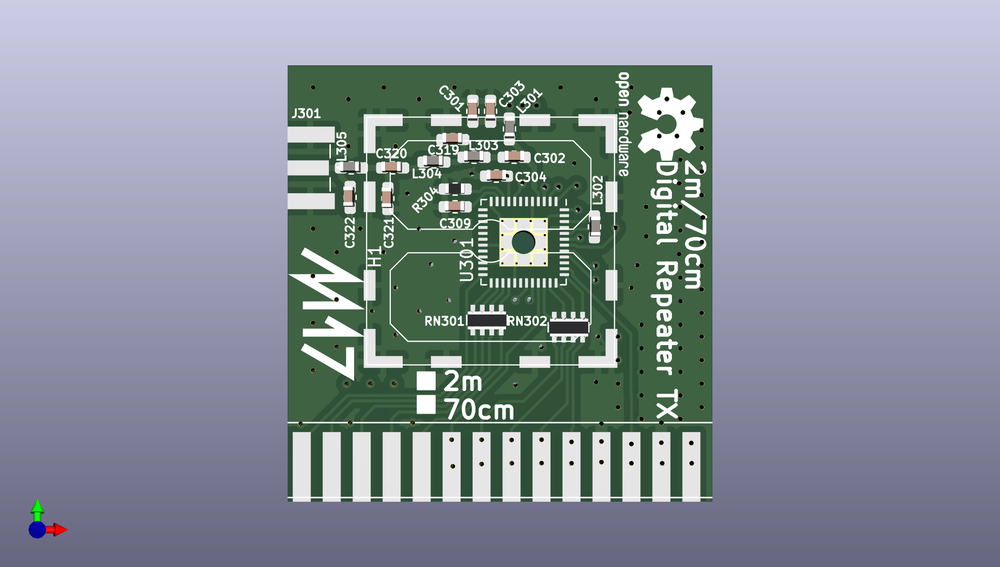 C301
C303
L301
J301
L305
C320
C319
L303
C302
L304
C304
R304
C309
L302
C322
C321
H1
U301
RN301
RN302
open hardware
2m/70cm
Digital Repeater TX
2m
70cm